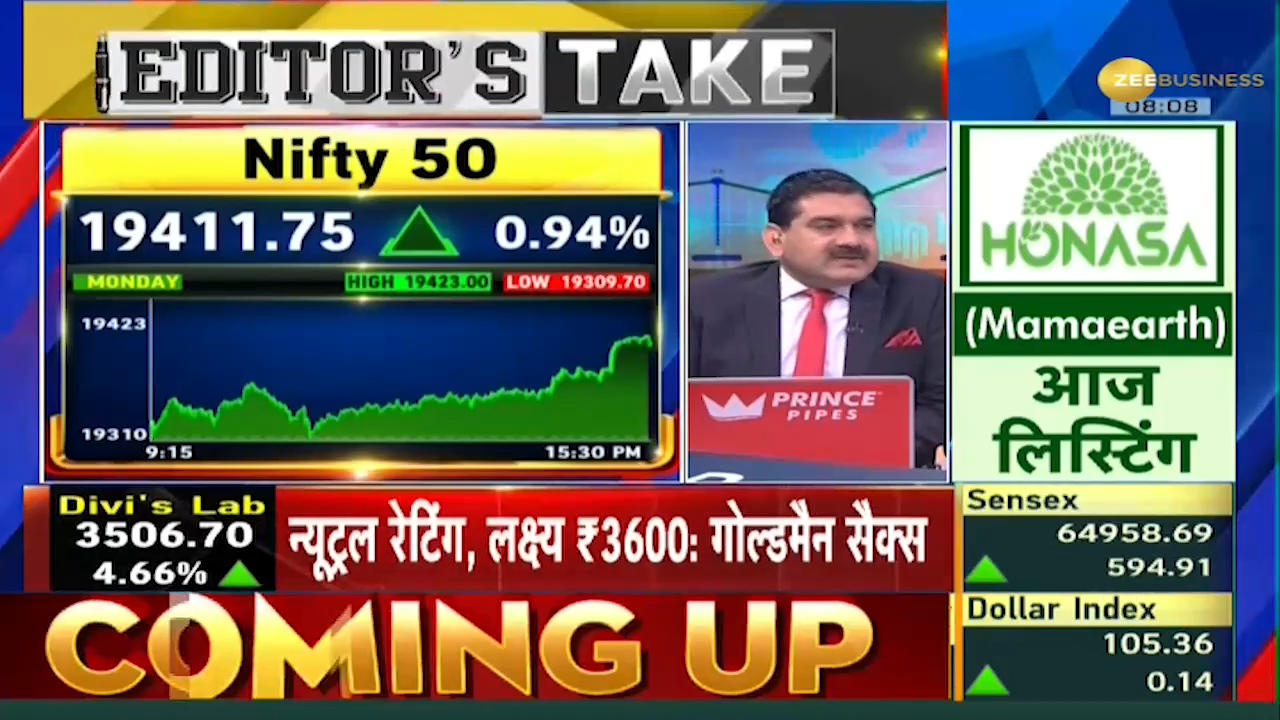 EDITOR'S TAKE
ZEEBUSINESS
08:08
Nifty 50
19411.75 0.94%
MONDAY HIGH 19423.00 LOW 19309.70
19423
19310
9:15 15:30 PM
PRINCE
PIPES
HONASA
(Mamaearth)
आज
लिस्टिंग
Divi's Lab
3506.70
4.66%
न्यूट्रल रेटिंग, लक्ष्य ₹3600: गोल्डमैन सैक्स
Sensex
64958.69
594.91
Dollar Index
105.36
0.14
COMING UP